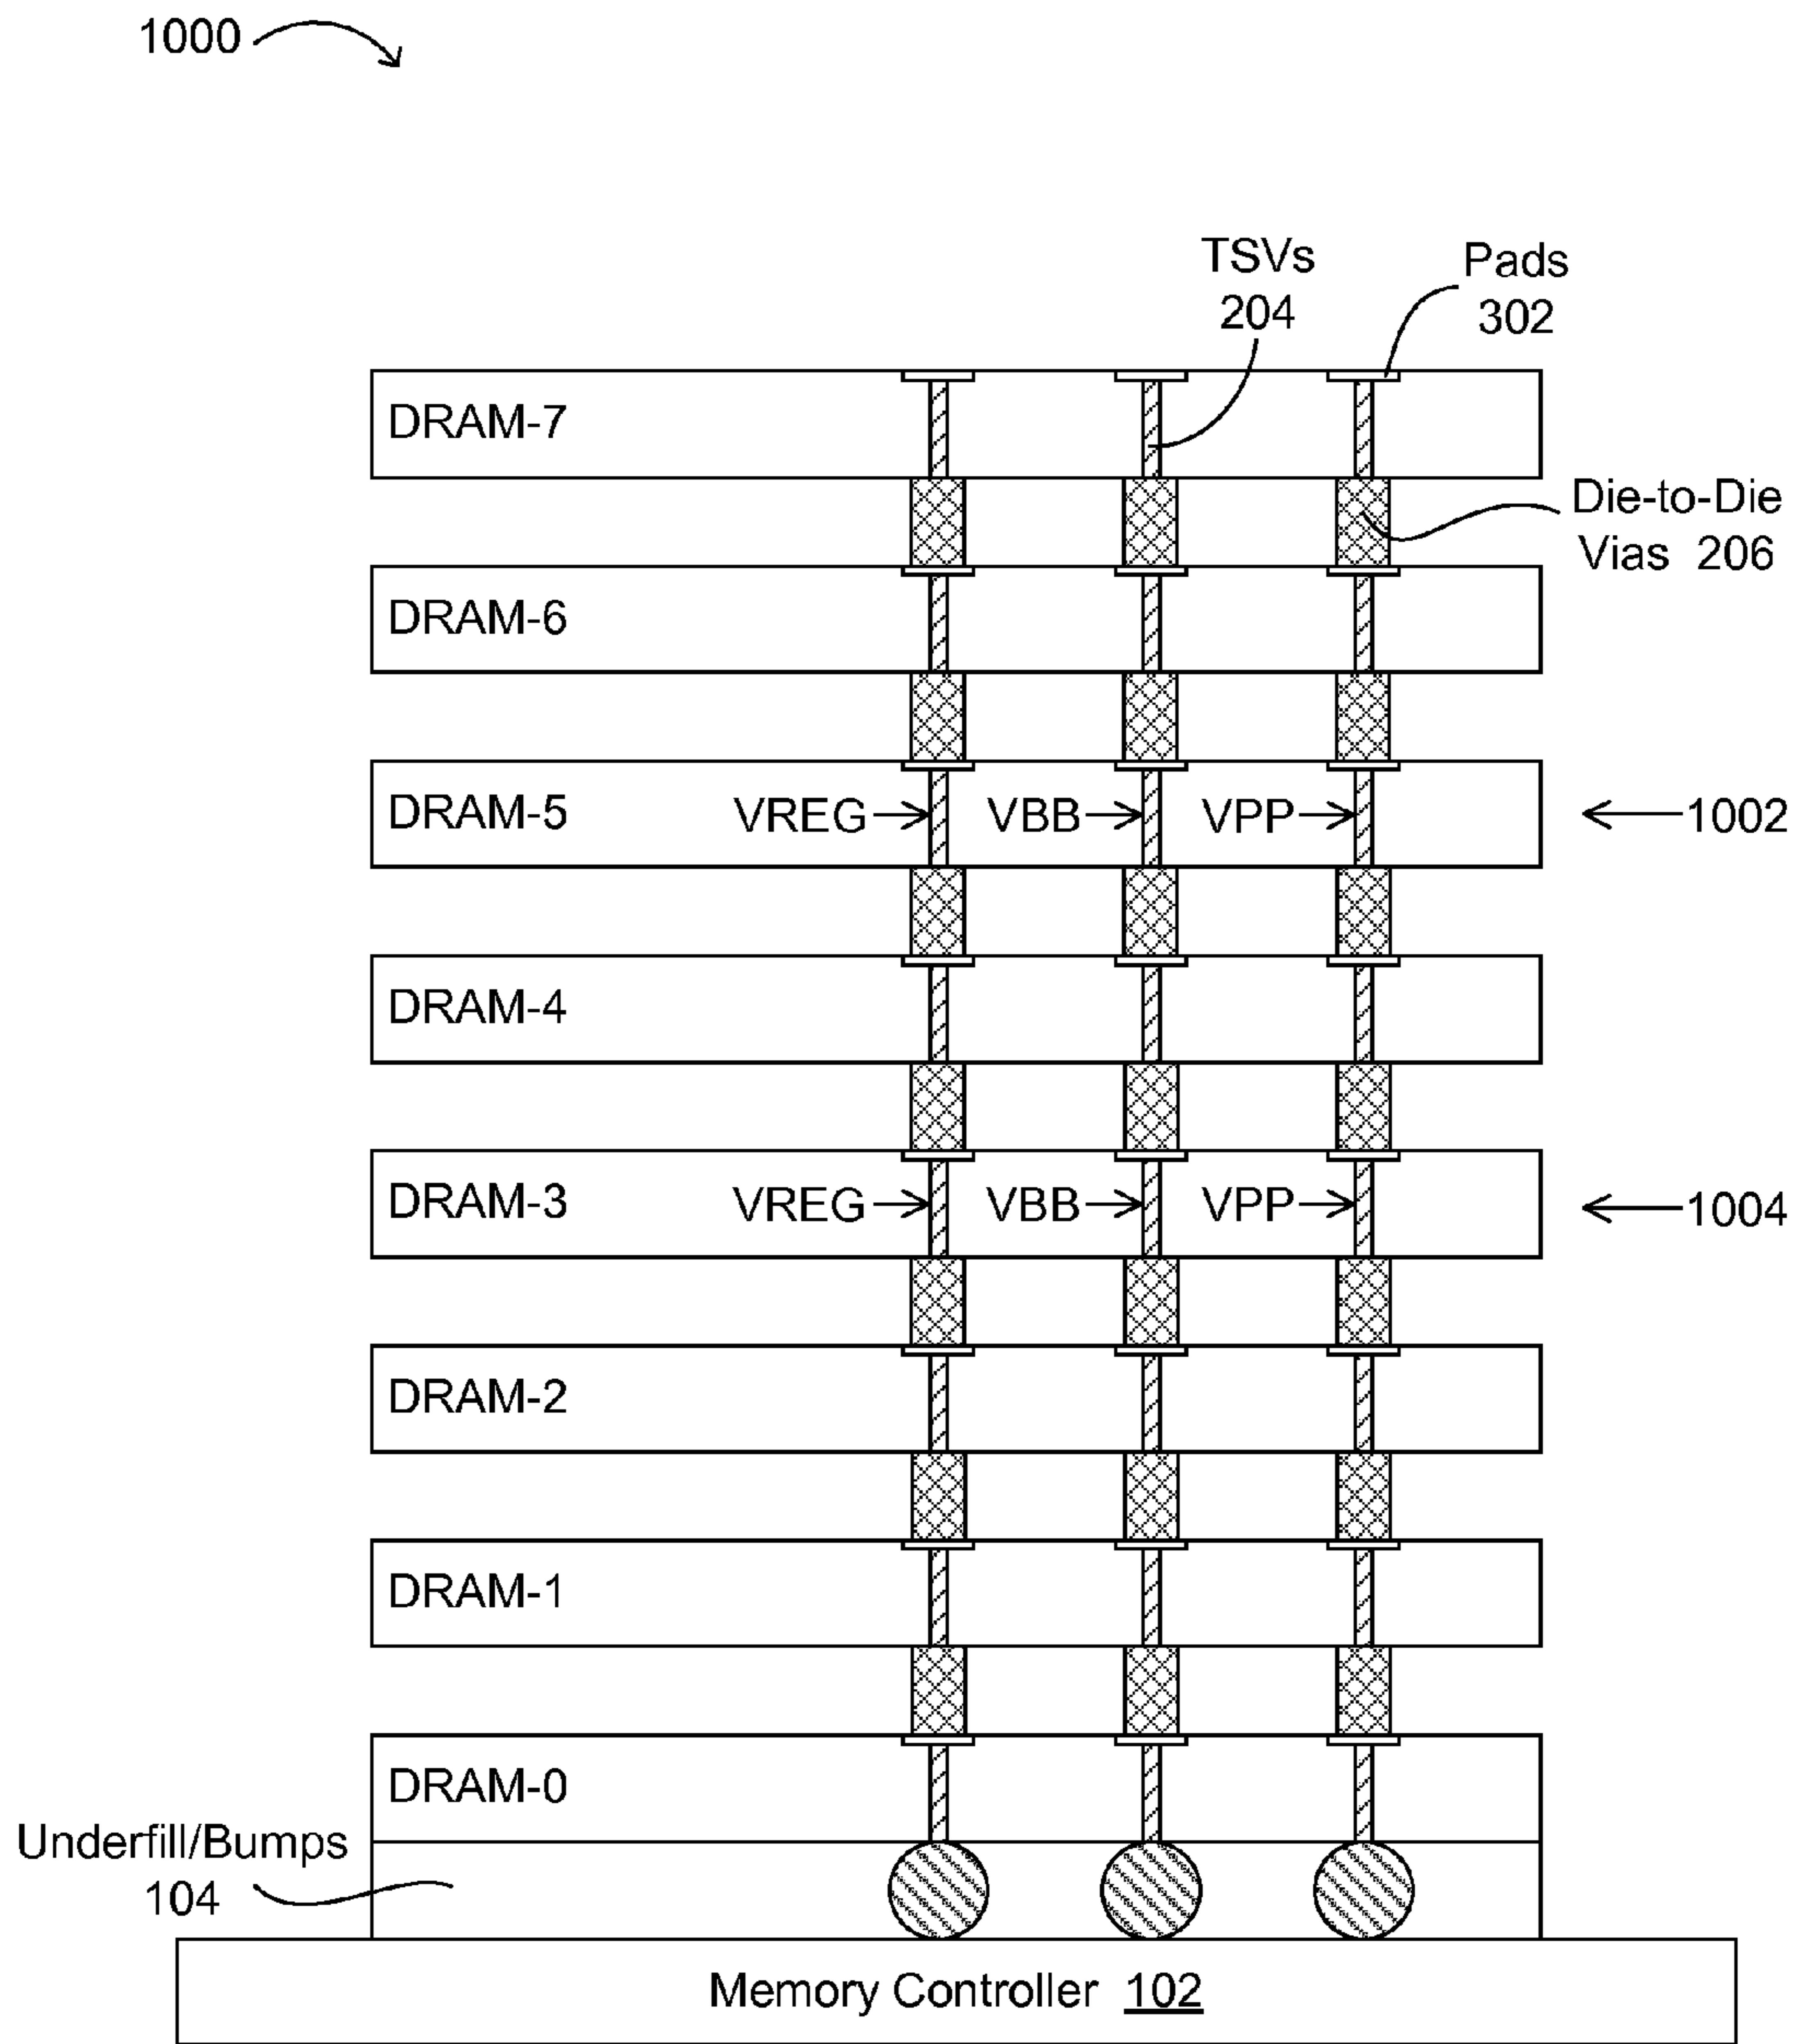 1000
TSVs
204
Pads
302
DRAM-7
Die-to-Die
Vias 206
DRAM-6
DRAM-5 VREG VBB VPP 1002
DRAM-4
DRAM-3 VREG VBB VPP 1004
DRAM-2
DRAM-1
DRAM-0
Underfill/Bumps
104
Memory Controller 102